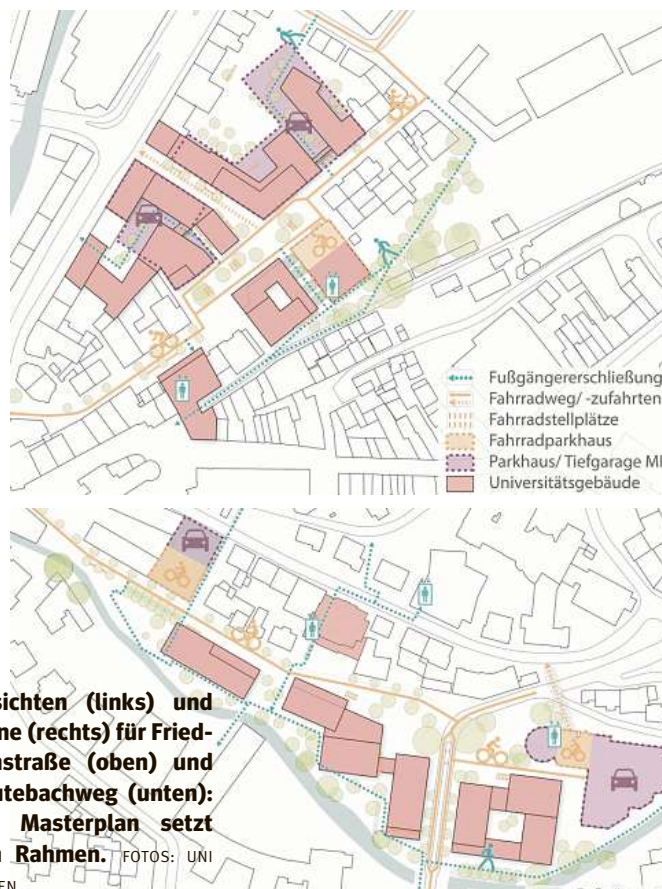 Fußgängererschließung
Fahrradweg/ -zufahrten
Fahrradstellplätze
Fahrradparkhaus
Parkhaus/ Tiefgarage MI
Universitätsgebäude
sichten (links) und
ne (rechts) für Fried-
nstraße (oben) und
utebachweg (unten):
Masterplan setzt
Rahmen. FOTOS: UNI